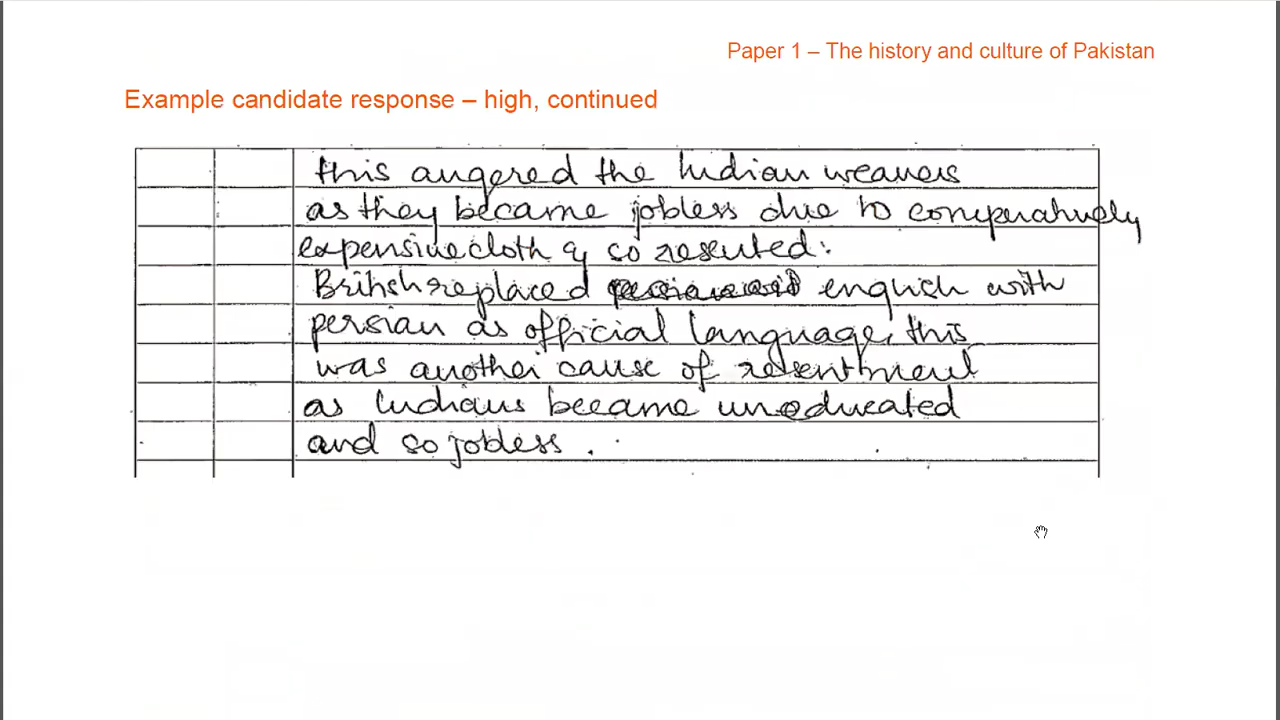 Paper 1 – The history and culture of Pakistan
Example candidate response – high, continued
this angered the Indian weavers
as they became jobless due to comperatively
expensive cloth & so resented.
British replaced english with
persian as official language, this
was another cause of resentment
as Indians became uneducated
and so jobless .